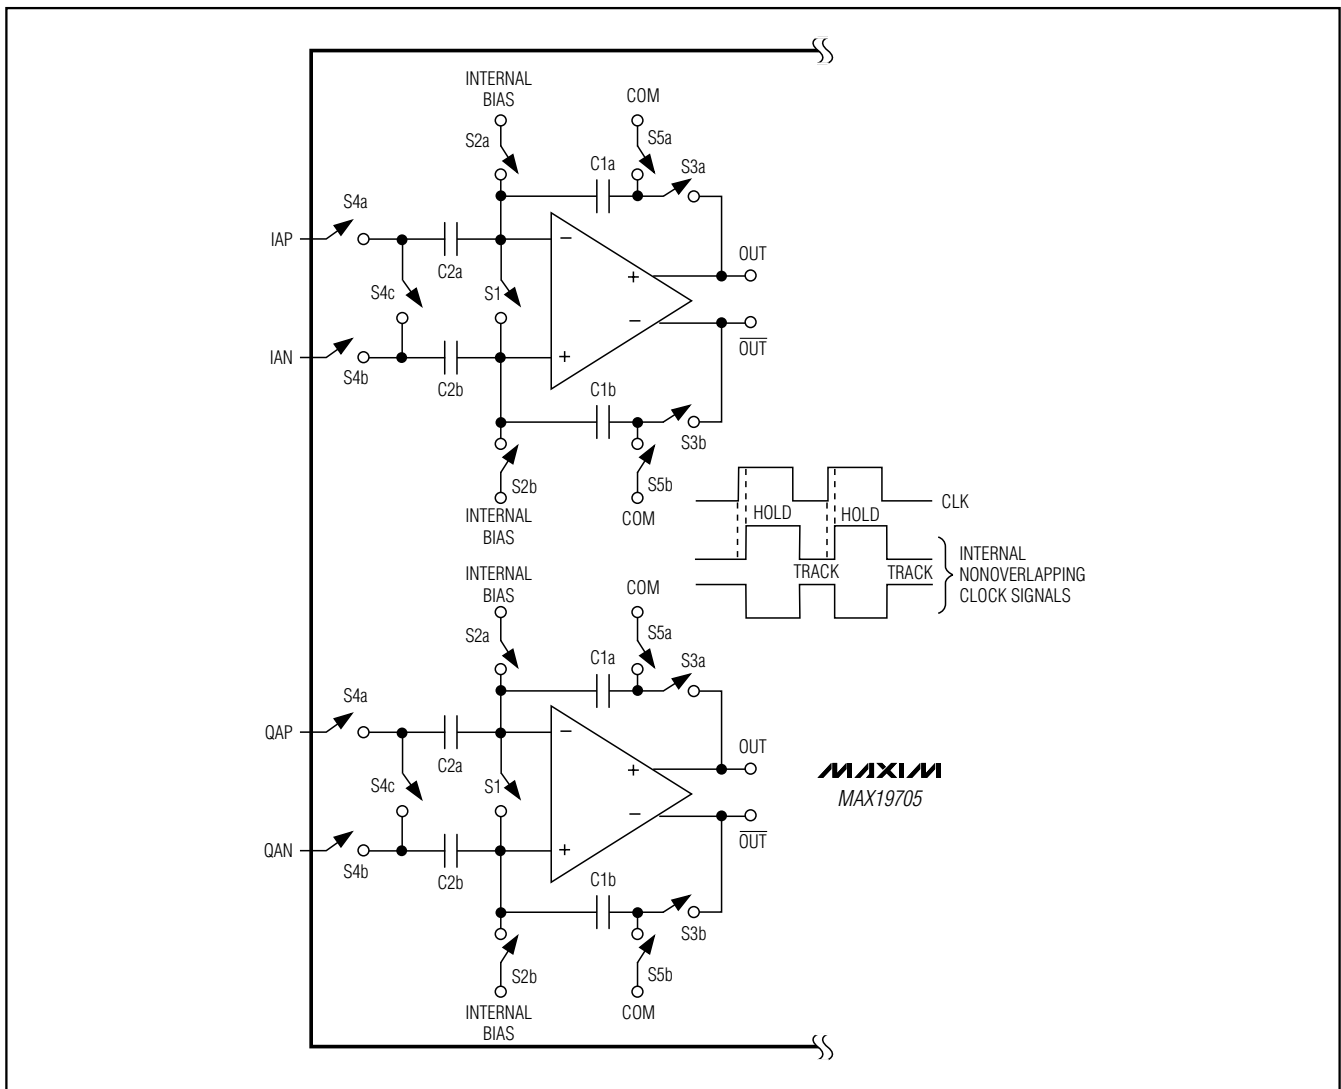 INTERNAL
BIAS
COM
S2a
S5a
C1a
S3a
S4a
IAP
−
OUT
C2a
+
S4c
S1
−
OUT
IAN
+
S4b
C2b
C1b
S3b
S2b
S5b
INTERNAL
BIAS
COM
CLK
HOLD
HOLD
TRACK
TRACK
INTERNAL
NONOVERLAPPING
CLOCK SIGNALS
INTERNAL
BIAS
COM
S2a
S5a
C1a
S3a
S4a
QAP
−
OUT
C2a
+
S4c
S1
−
OUT
QAN
+
S4b
C2b
C1b
S3b
S2b
S5b
INTERNAL
BIAS
COM
MAXIM
MAX19705